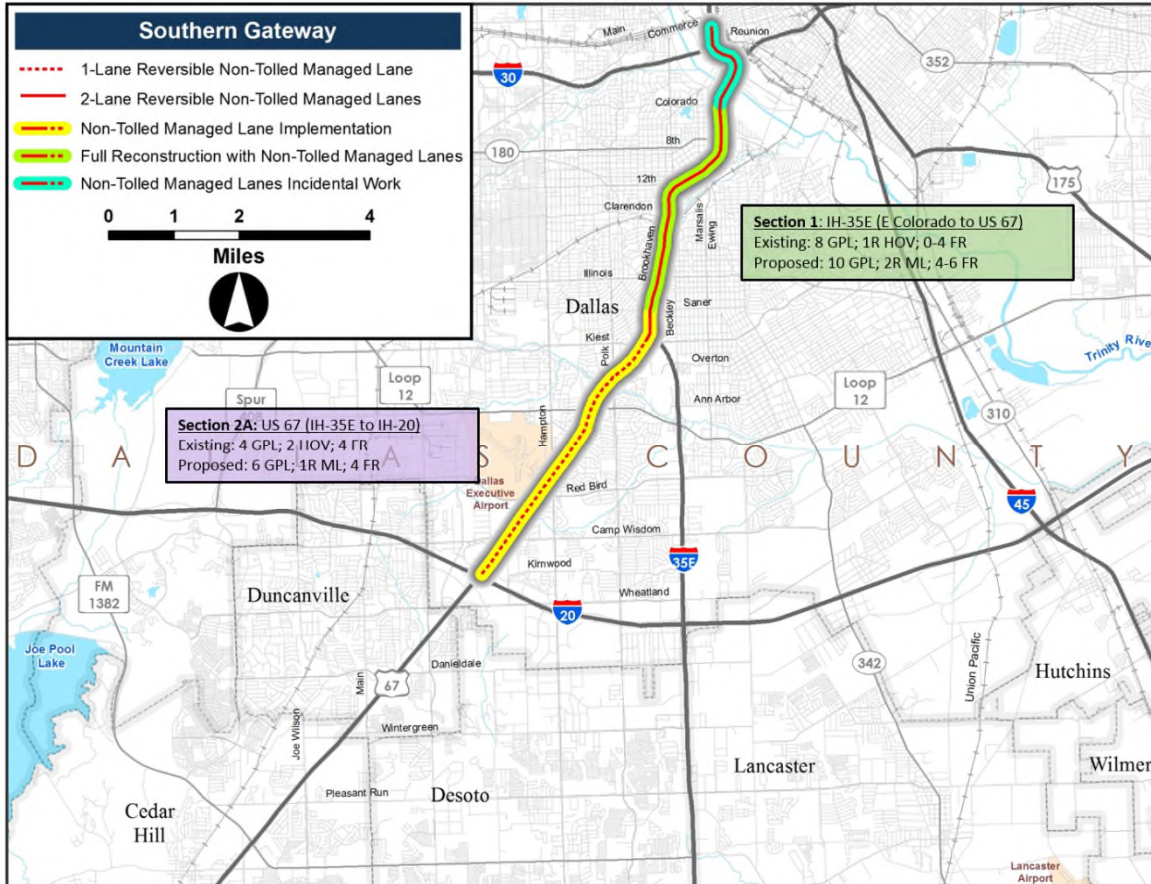 Southern Gateway
1-Lane Reversible Non-Tolled Managed Lane
2-Lane Reversible Non-Tolled Managed Lanes
Non-Tolled Managed Lane Implementation
Full Reconstruction with Non-Tolled Managed Lanes
Non-Tolled Managed Lanes Incidental Work
0 1 2 4
Miles
Main
Commerce
Reunion
30
352
Colorado
8th
180
175
12th
Clarendon
Marsalis
Ewing
Brookhaven
Section 1: IH-35E (E Colorado to US 67)
Existing: 8 GPL; 1R HOV; 0-4 FR
Proposed: 10 GPL; 2R ML; 4-6 FR
Illinois
Dallas
Saner
Beckley
Kiest
Polk
Overton
Trinity River
Mountain
Creek Lake
Ann Arbor
Spur
408
Loop
12
Loop
12
310
Hampton
Section 2A: US 67 (IH-35E to IH-20)
Existing: 4 GPL; 2 HOV; 4 FR
Proposed: 6 GPL; 1R ML; 4 FR
DALLAS COUNTY
Dallas
Executive
Airport
Red Bird
45
Camp Wisdom
Kirnwood
35E
FM
1382
Duncanville
Wheatland
20
Joe Pool
Lake
Danieldale
Main
67
342
Union Pacific
Hutchins
Joe Wilson
Wintergreen
Lancaster
Wilmer
Pleasant Run
Desoto
Cedar
Hill
Lancaster
Airport